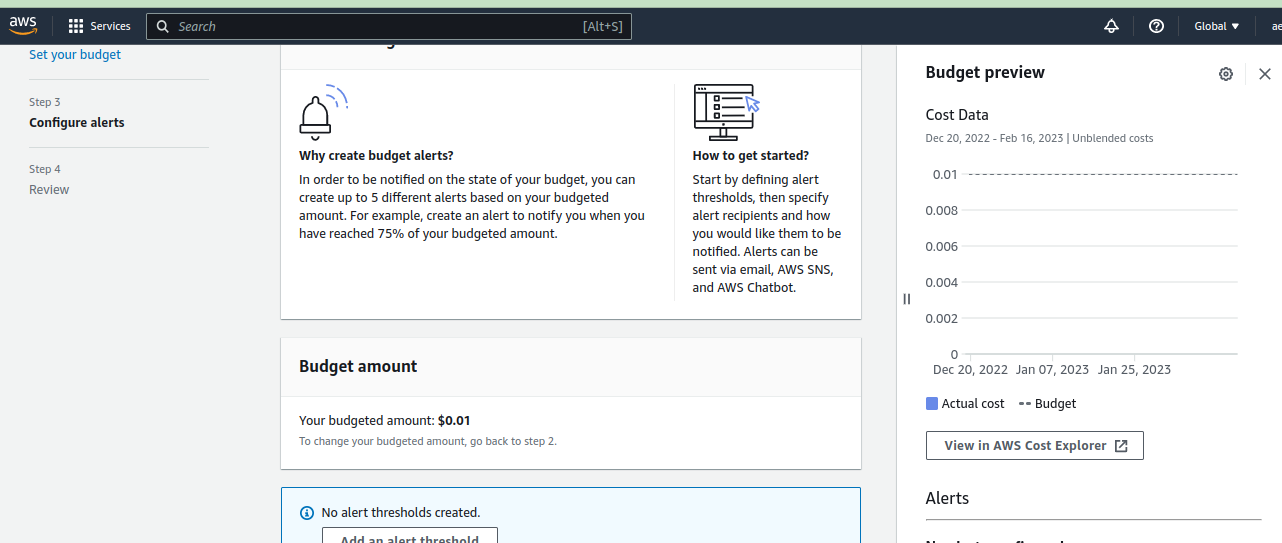 aws
Services
Search
[Alt+S]
Global
Set your budget
Step 3
Configure alerts
Step 4
Review
Why create budget alerts?
In order to be notified on the state of your budget, you can
create up to 5 different alerts based on your budgeted
amount. For example, create an alert to notify you when you
have reached 75% of your budgeted amount.
How to get started?
Start by defining alert
thresholds, then specify
alert recipients and how
you would like them to be
notified. Alerts can be
sent via email, AWS SNS,
and AWS Chatbot.
Budget amount
Your budgeted amount: $0.01
To change your budgeted amount, go back to step 2.
No alert thresholds created.
Add an alert threshold
Budget preview
Cost Data
Dec 20, 2022 - Feb 16, 2023 | Unblended costs
0.01
0.008
0.006
0.004
0.002
0
Dec 20, 2022 Jan 07, 2023 Jan 25, 2023
Actual cost Budget
View in AWS Cost Explorer
Alerts